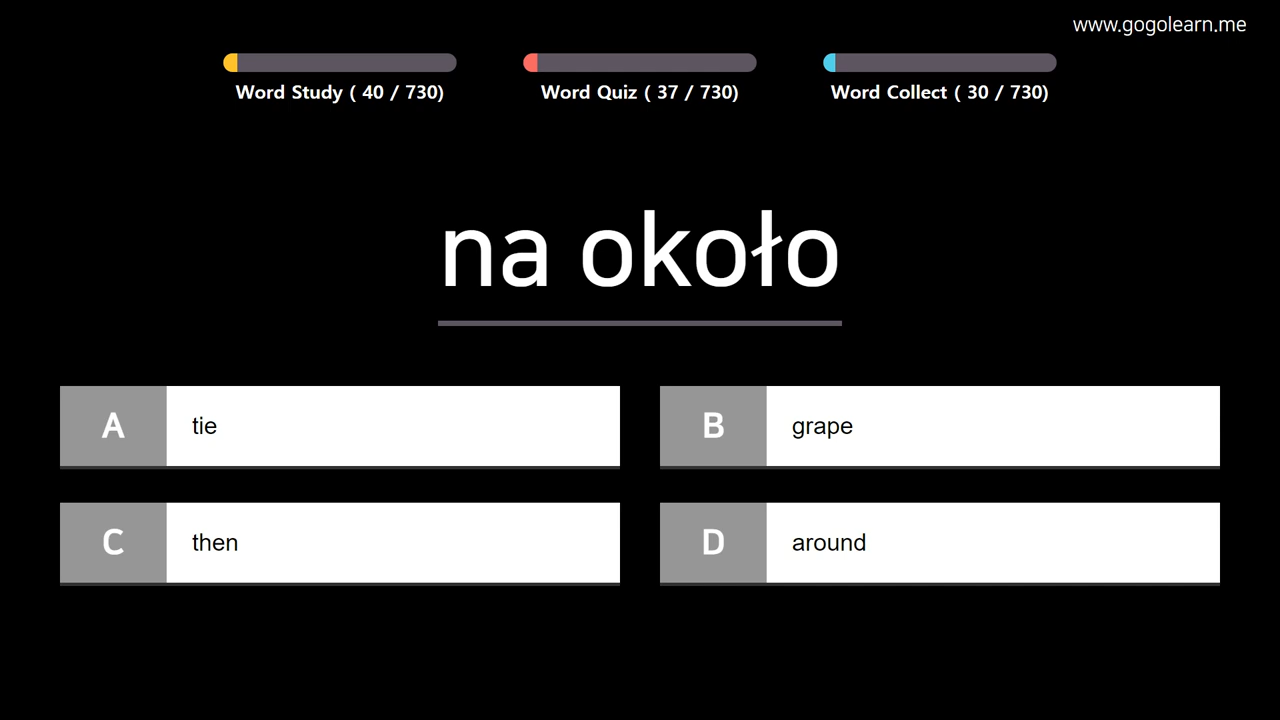 www.gogolearn.me
Word Study ( 40 / 730)
Word Quiz ( 37 / 730)
Word Collect ( 30 / 730)
na około
A tie
B grape
C then
D around